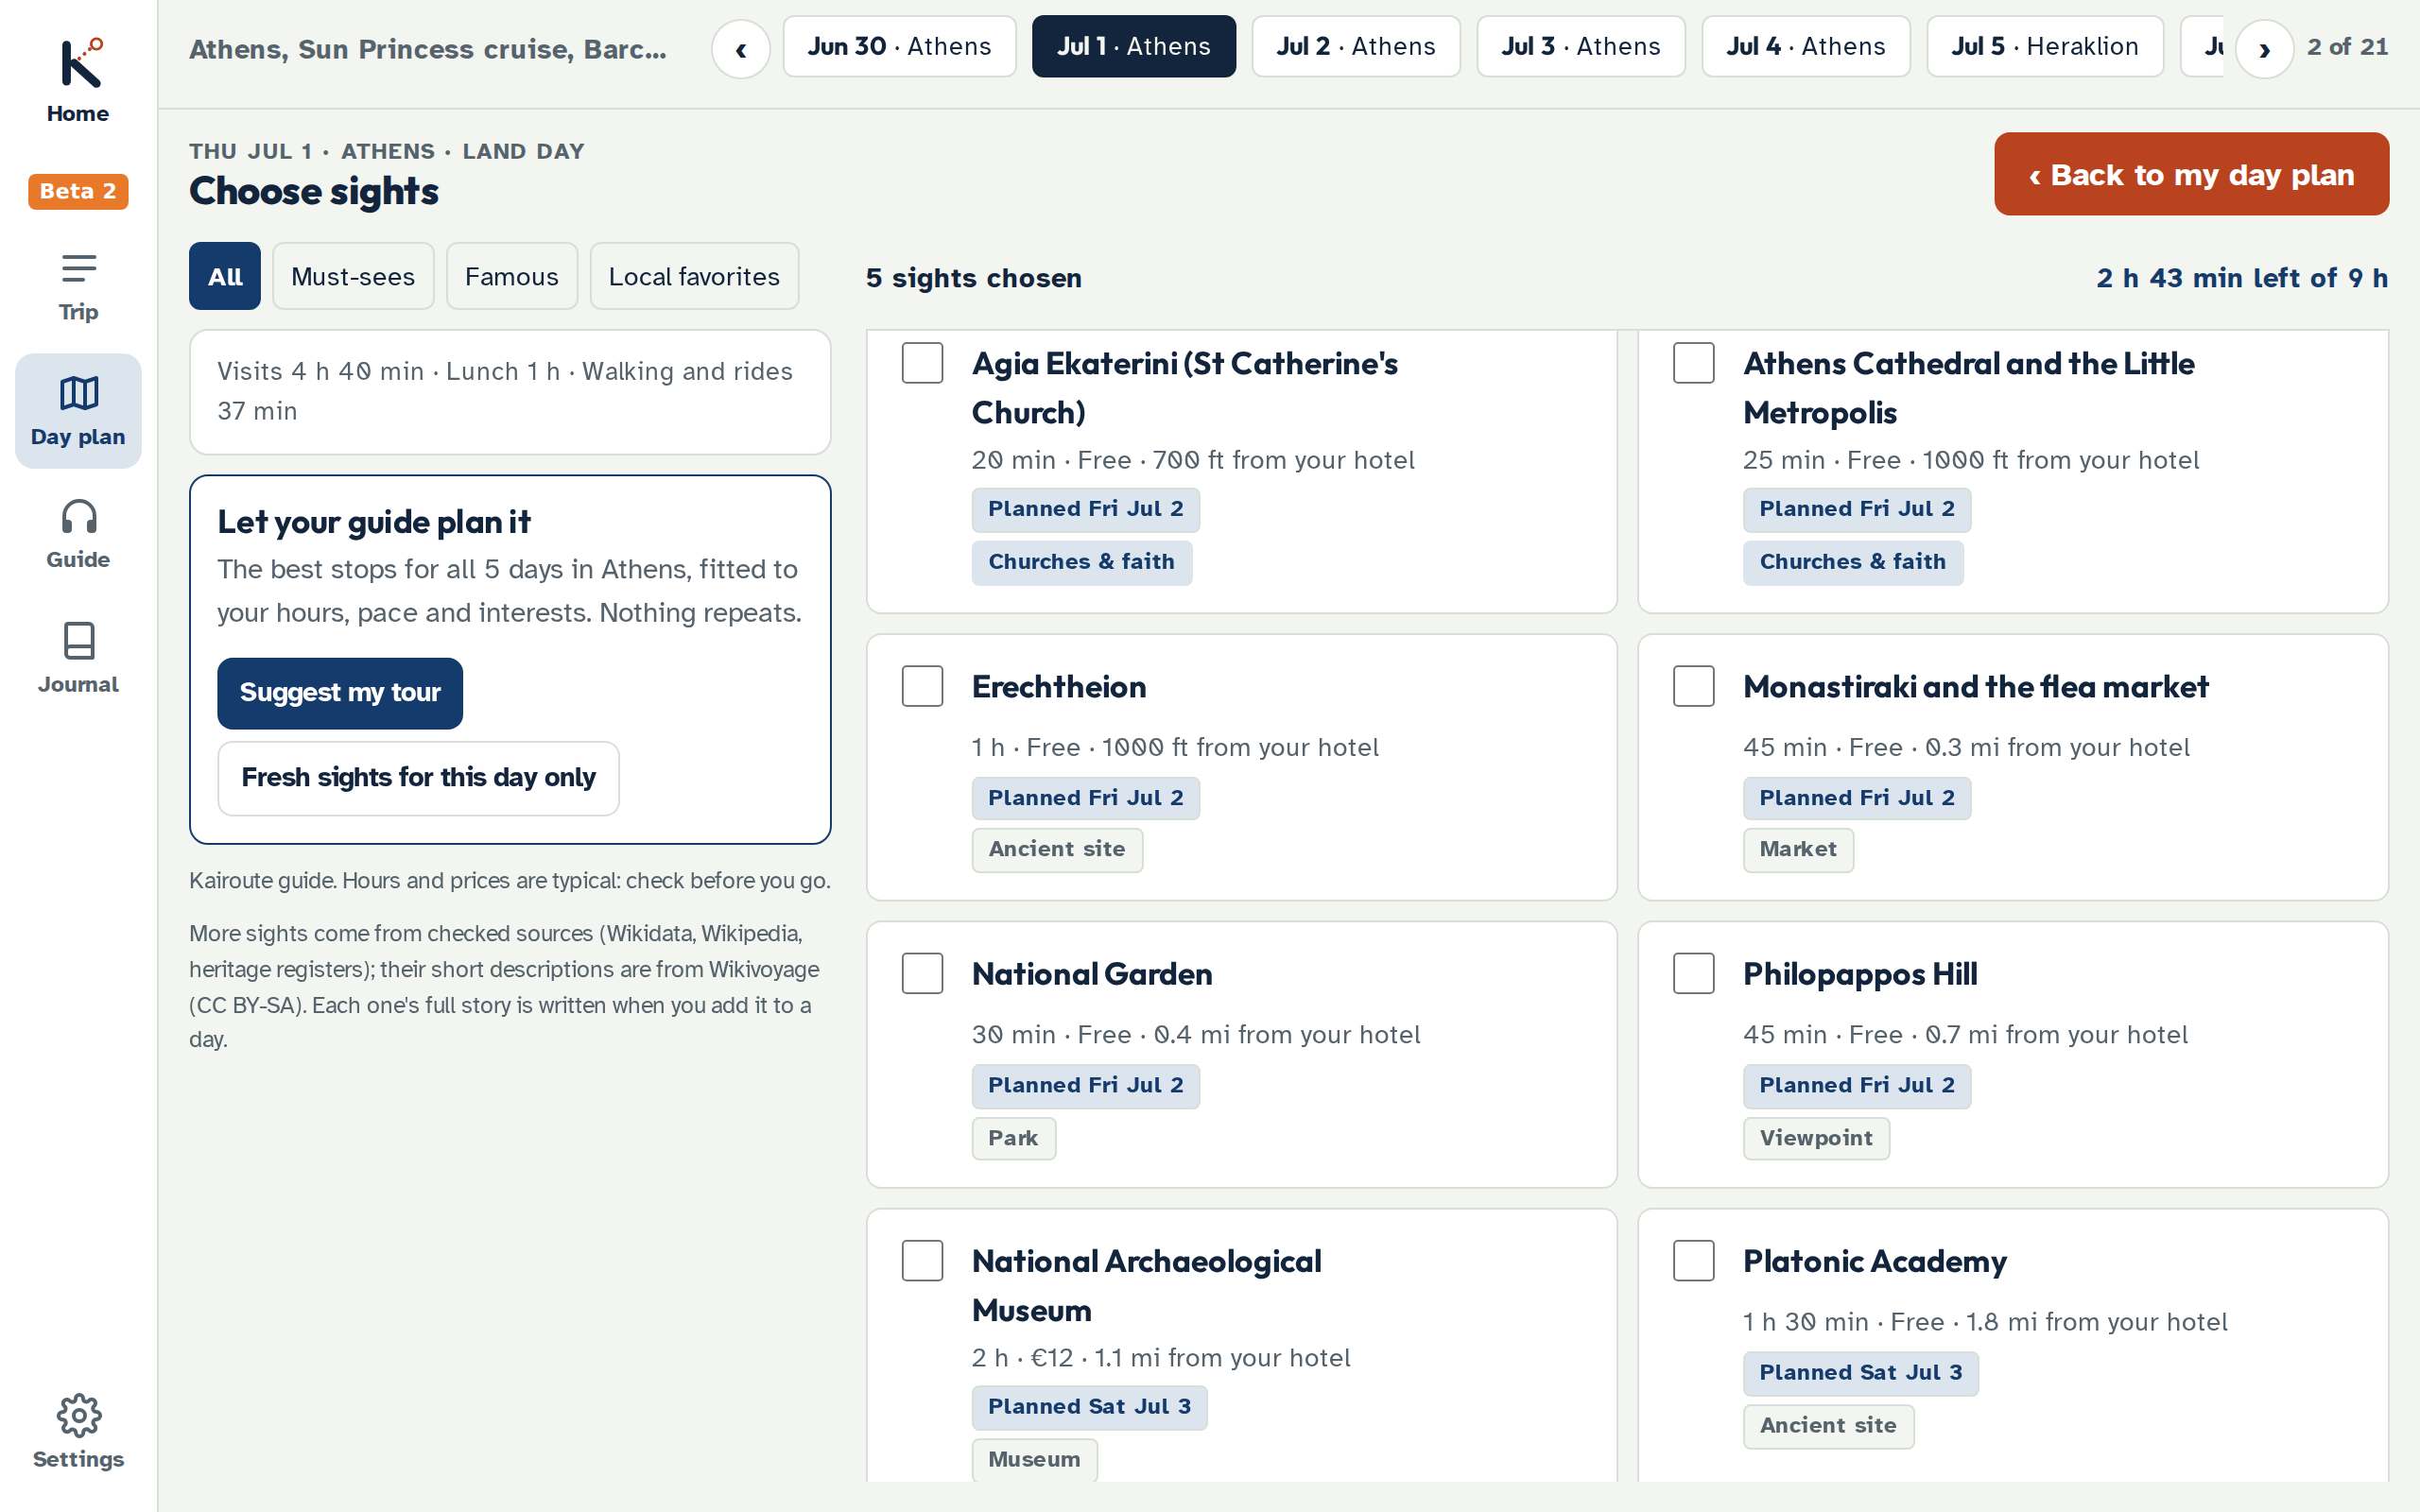 Home
Beta 2
Trip
Day plan
Guide
Journal
Settings
Athens, Sun Princess cruise, Barc...
‹
Jun 30 · Athens
Jul 1 · Athens
Jul 2 · Athens
Jul 3 · Athens
Jul 4 · Athens
Jul 5 · Heraklion
›
2 of 21
THU JUL 1 · ATHENS · LAND DAY
Choose sights
‹ Back to my day plan
All
Must-sees
Famous
Local favorites
Visits 4 h 40 min · Lunch 1 h · Walking and rides
37 min
Let your guide plan it
The best stops for all 5 days in Athens, fitted to
your hours, pace and interests. Nothing repeats.
Suggest my tour
Fresh sights for this day only
Kairoute guide. Hours and prices are typical: check before you go.
More sights come from checked sources (Wikidata, Wikipedia,
heritage registers); their short descriptions are from Wikivoyage
(CC BY-SA). Each one's full story is written when you add it to a
day.
5 sights chosen
2 h 43 min left of 9 h
Agia Ekaterini (St Catherine's
Church)
20 min · Free · 700 ft from your hotel
Planned Fri Jul 2
Churches & faith
Athens Cathedral and the Little
Metropolis
25 min · Free · 1000 ft from your hotel
Planned Fri Jul 2
Churches & faith
Erechtheion
1 h · Free · 1000 ft from your hotel
Planned Fri Jul 2
Ancient site
Monastiraki and the flea market
45 min · Free · 0.3 mi from your hotel
Planned Fri Jul 2
Market
National Garden
30 min · Free · 0.4 mi from your hotel
Planned Fri Jul 2
Park
Philopappos Hill
45 min · Free · 0.7 mi from your hotel
Planned Fri Jul 2
Viewpoint
National Archaeological
Museum
2 h · €12 · 1.1 mi from your hotel
Planned Sat Jul 3
Museum
Platonic Academy
1 h 30 min · Free · 1.8 mi from your hotel
Planned Sat Jul 3
Ancient site